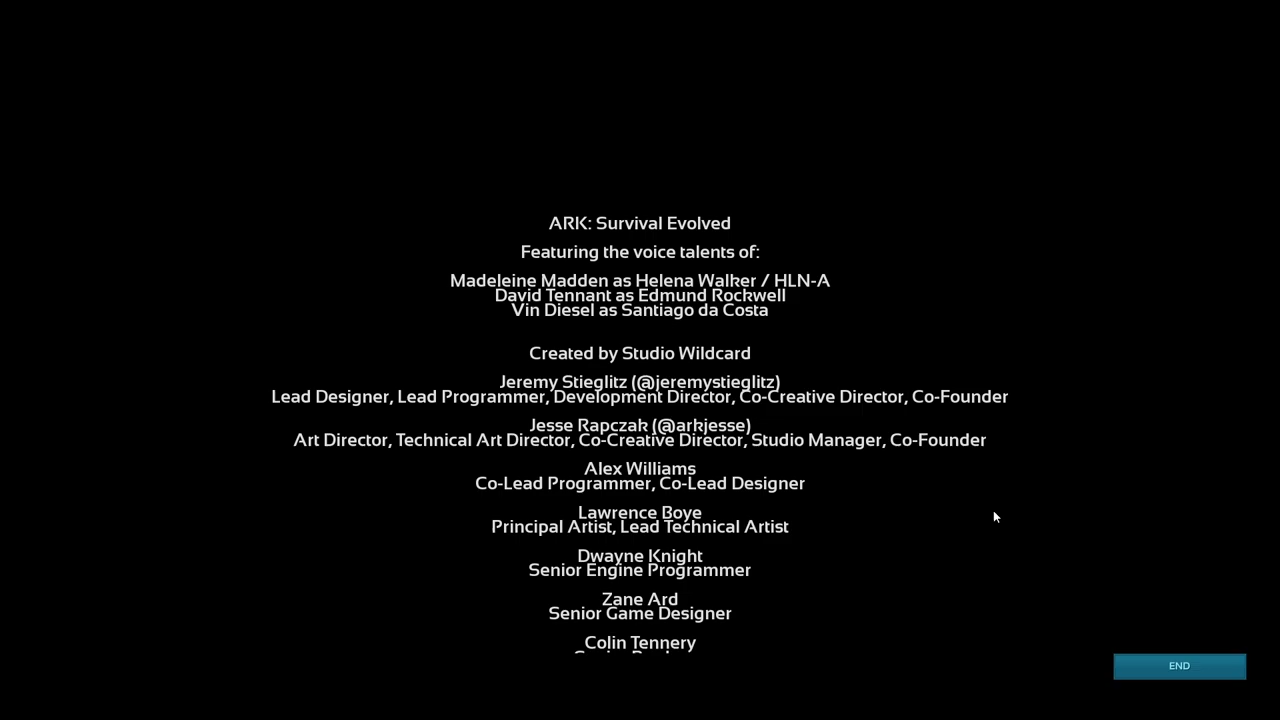 ARK: Survival Evolved
Featuring the voice talents of:
Madeleine Madden as Helena Walker / HLN-A
David Tennant as Edmund Rockwell
Vin Diesel as Santiago da Costa
Created by Studio Wildcard
Jeremy Stieglitz (@jeremystieglitz)
Lead Designer, Lead Programmer, Development Director, Co-Creative Director, Co-Founder
Jesse Rapczak (@arkjesse)
Art Director, Technical Art Director, Co-Creative Director, Studio Manager, Co-Founder
Alex Williams
Co-Lead Programmer, Co-Lead Designer
Lawrence Boye
Principal Artist, Lead Technical Artist
Dwayne Knight
Senior Engine Programmer
Zane Ard
Senior Game Designer
Colin Tennery
END